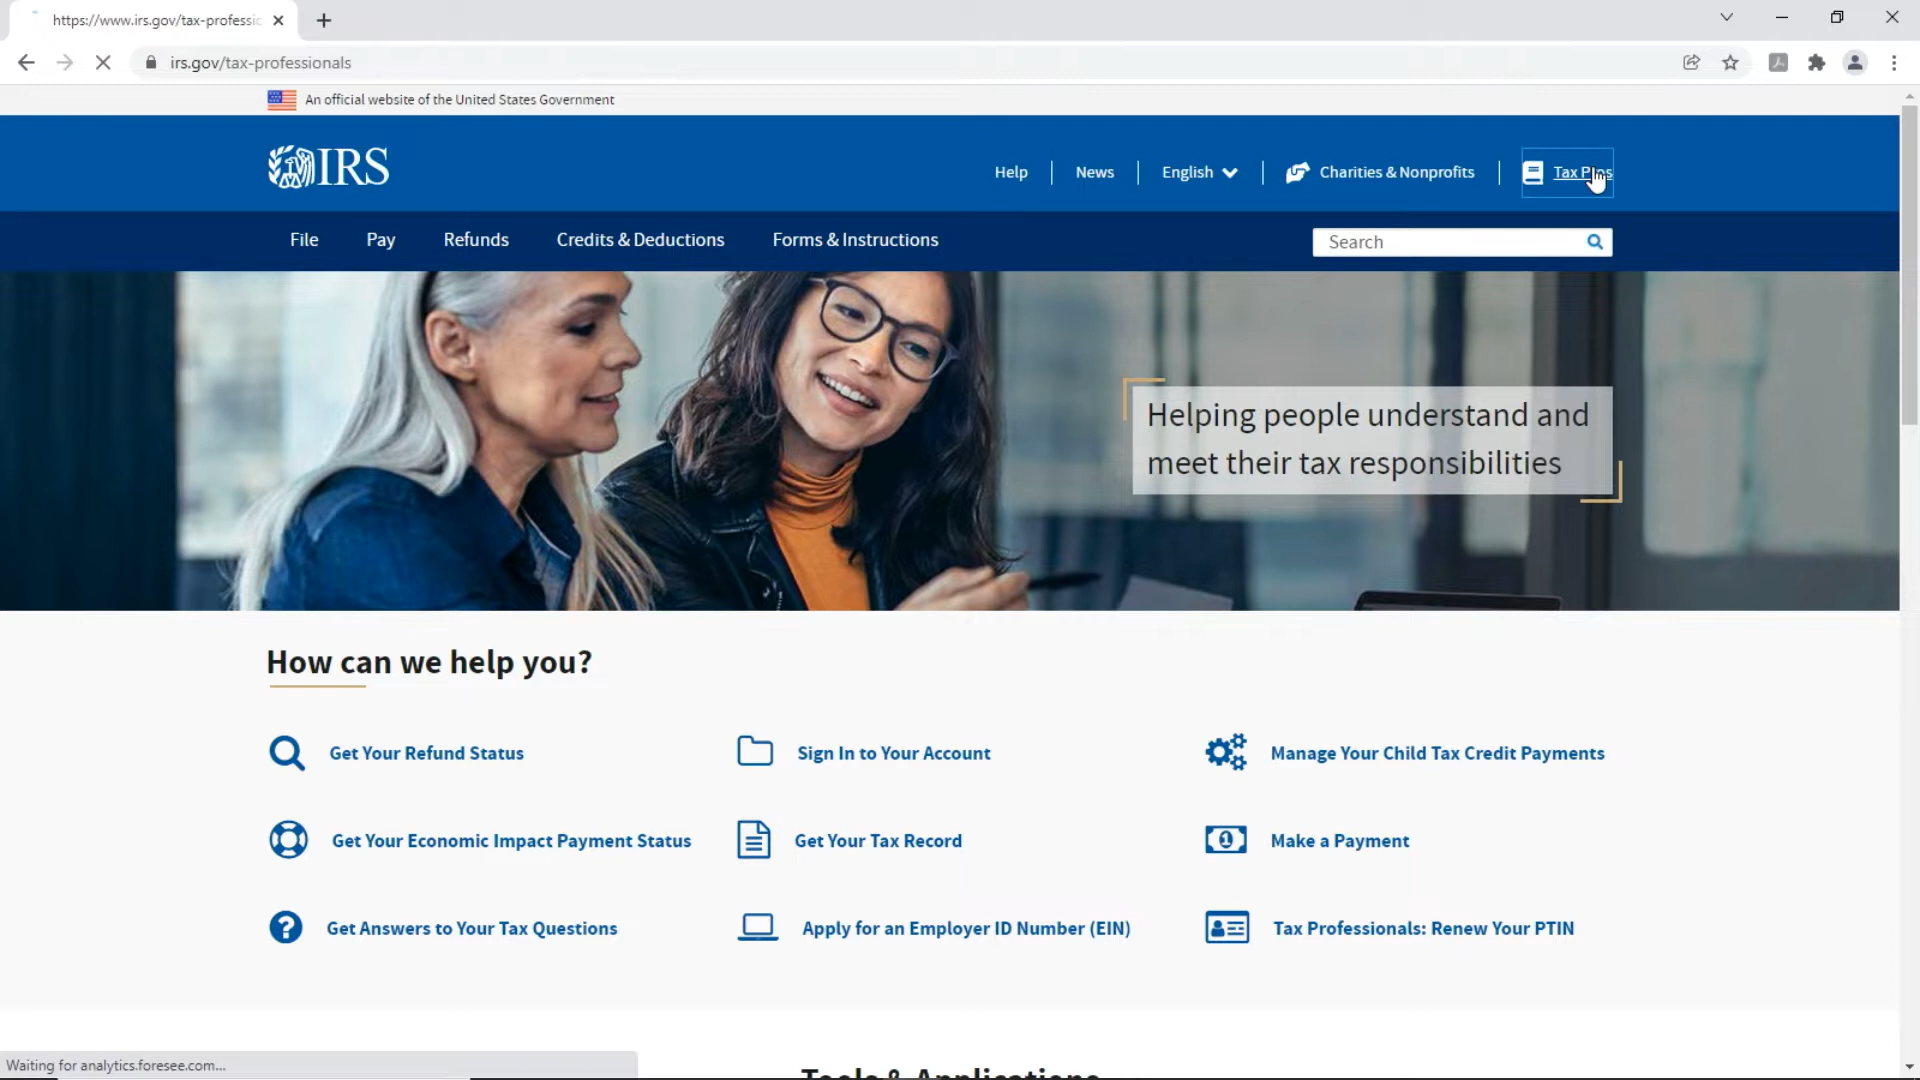 https://www.irs.gov/tax-professic
irs.gov/tax-professionals
An official website of the United States Government
IRS
Help
News
English
Charities & Nonprofits
Tax Pros
File
Pay
Refunds
Credits & Deductions
Forms & Instructions
Search
Helping people understand and
meet their tax responsibilities
How can we help you?
Get Your Refund Status
Sign In to Your Account
Manage Your Child Tax Credit Payments
Get Your Economic Impact Payment Status
Get Your Tax Record
Make a Payment
Get Answers to Your Tax Questions
Apply for an Employer ID Number (EIN)
Tax Professionals: Renew Your PTIN
Waiting for analytics.foresee.com...
Tools & Applications